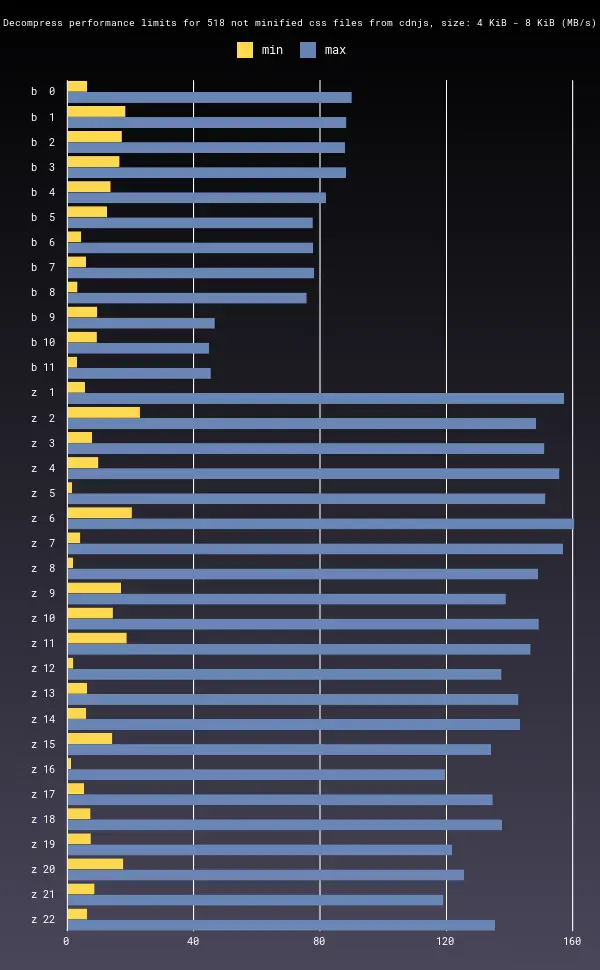 Decompress performance limits for 518 not minified css files from cdnjs, size: 4 KiB - 8 KiB (MB/s)
min max
b 0
b 1
b 2
b 3
b 4
b 5
b 6
b 7
b 8
b 9
b 10
b 11
z 1
z 2
z 3
z 4
z 5
z 6
z 7
z 8
z 9
z 10
z 11
z 12
z 13
z 14
z 15
z 16
z 17
z 18
z 19
z 20
z 21
z 22
0 40 80 120 160